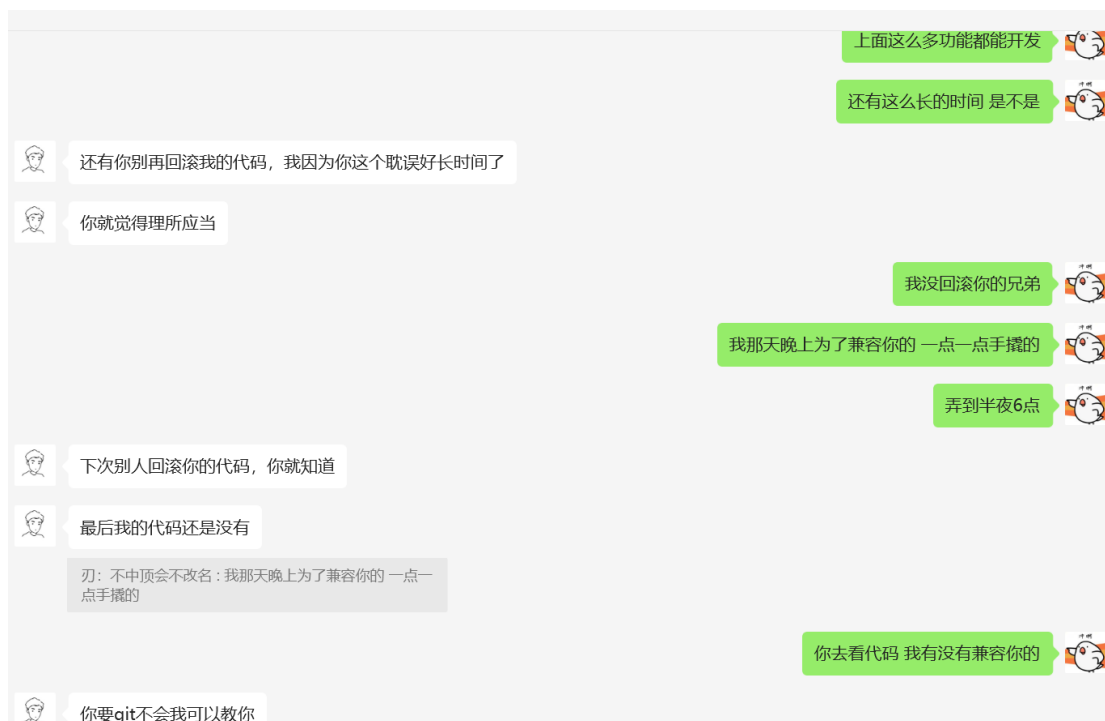 上面这么多功能都能开发
还有这么长的时间 是不是
还有你别再回滚我的代码，我因为你这个耽误好长时间了
你就觉得理所应当
我没回滚你的兄弟
我那天晚上为了兼容你的 一点一点手撬的
弄到半夜6点
下次别人回滚你的代码，你就知道
最后我的代码还是没有
刃：不中顶会不改名 : 我那天晚上为了兼容你的 一点一
点手撬的
你去看代码 我有没有兼容你的
你要git不会我可以教你